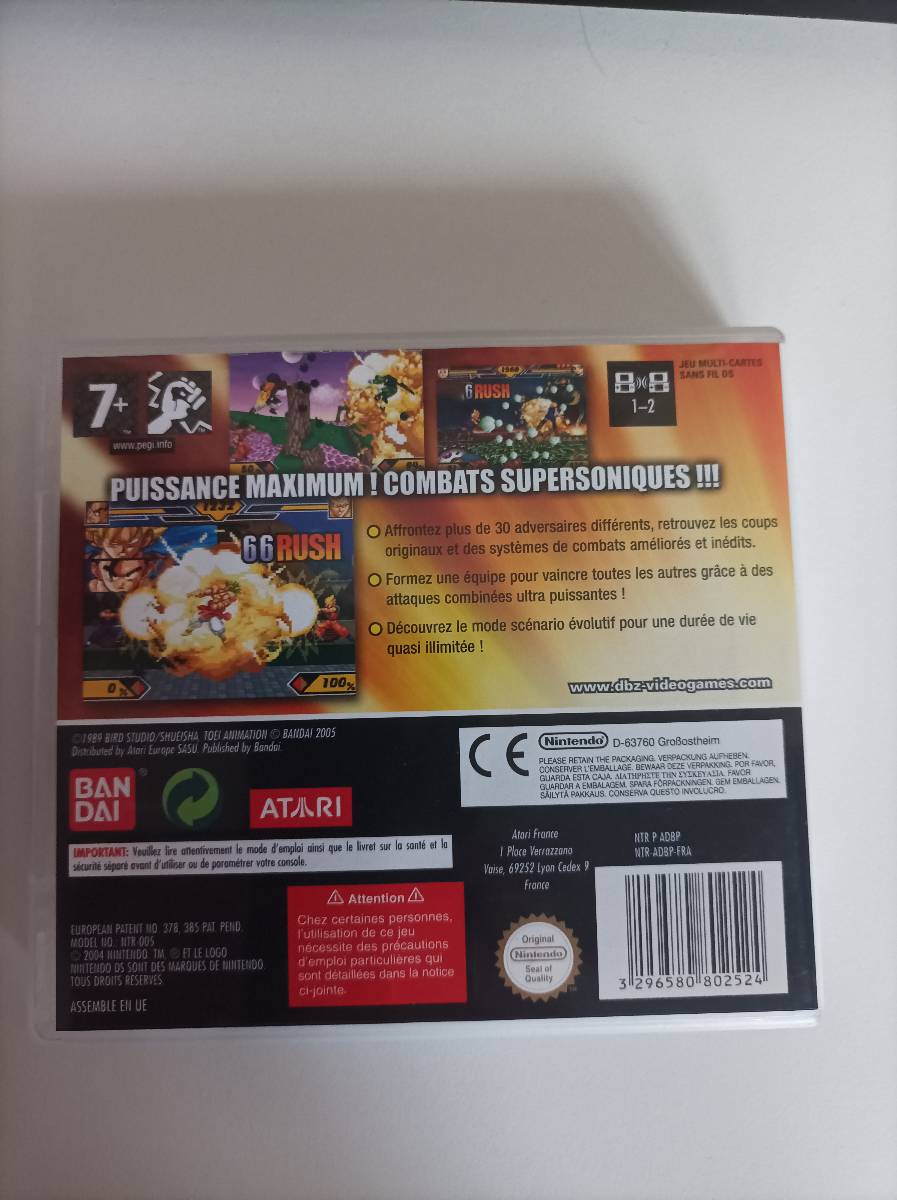 7+
www.pegi.info
6 RUSH
1-2
JEU MULTI-CARTES
SANS FIL DS
PUISSANCE MAXIMUM ! COMBATS SUPERSONIQUES !!!
1232
66 RUSH
0%
100%
Affrontez plus de 30 adversaires différents, retrouvez les coups
originaux et des systèmes de combats améliorés et inédits.
Formez une équipe pour vaincre toutes les autres grâce à des
attaques combinées ultra puissantes !
Découvrez le mode scénario évolutif pour une durée de vie
quasi illimitée !
www.dbz-videogames.com
©1989 BIRD STUDIO/SHUEISHA, TOEI ANIMATION © BANDAI 2005
Distributed by Atari Europe SASU. Published by Bandai.
BAN
DAI
®
ATARI
CE
Nintendo D-63760 Großostheim
PLEASE RETAIN THE PACKAGING. VERPACKUNG AUFHEBEN.
CONSERVER L'EMBALLAGE. BEWAAR DEZE VERPAKKING. POR FAVOR,
GUARDA ESTA CAJA. ΔΙΑΤΗΡΗΣΤΕ ΤΗΝ ΣΥΣΚΕΥΑΣΙΑ. FAVOR
GUARDAR A EMBALAGEM. SPARA FÖRPACKNINGEN. GEM EMBALLAGEN.
SÄILYTÄ PAKKAUS. CONSERVA QUESTO INVOLUCRO.
IMPORTANT: Veuillez lire attentivement le mode d'emploi ainsi que le livret sur la santé et la
sécurité séparé avant d'utiliser ou de paramétrer votre console.
Atari France
1 Place Verrazzano
Vaise, 69252 Lyon Cedex 9
France
NTR P ADBP
NTR-ADBP-FRA
EUROPEAN PATENT NO. 378, 385 PAT. PEND.
MODEL NO.: NTR-005
© 2004 NINTENDO. TM, ® ET LE LOGO
NINTENDO DS SONT DES MARQUES DE NINTENDO.
TOUS DROITS RÉSERVÉS.
ASSEMBLÉ EN UE
Attention
Chez certaines personnes,
l'utilisation de ce jeu
nécessite des précautions
d'emploi particulières qui
sont détaillées dans la notice
ci-jointe.
Original
Nintendo
Seal of
Quality
3 296580 802524